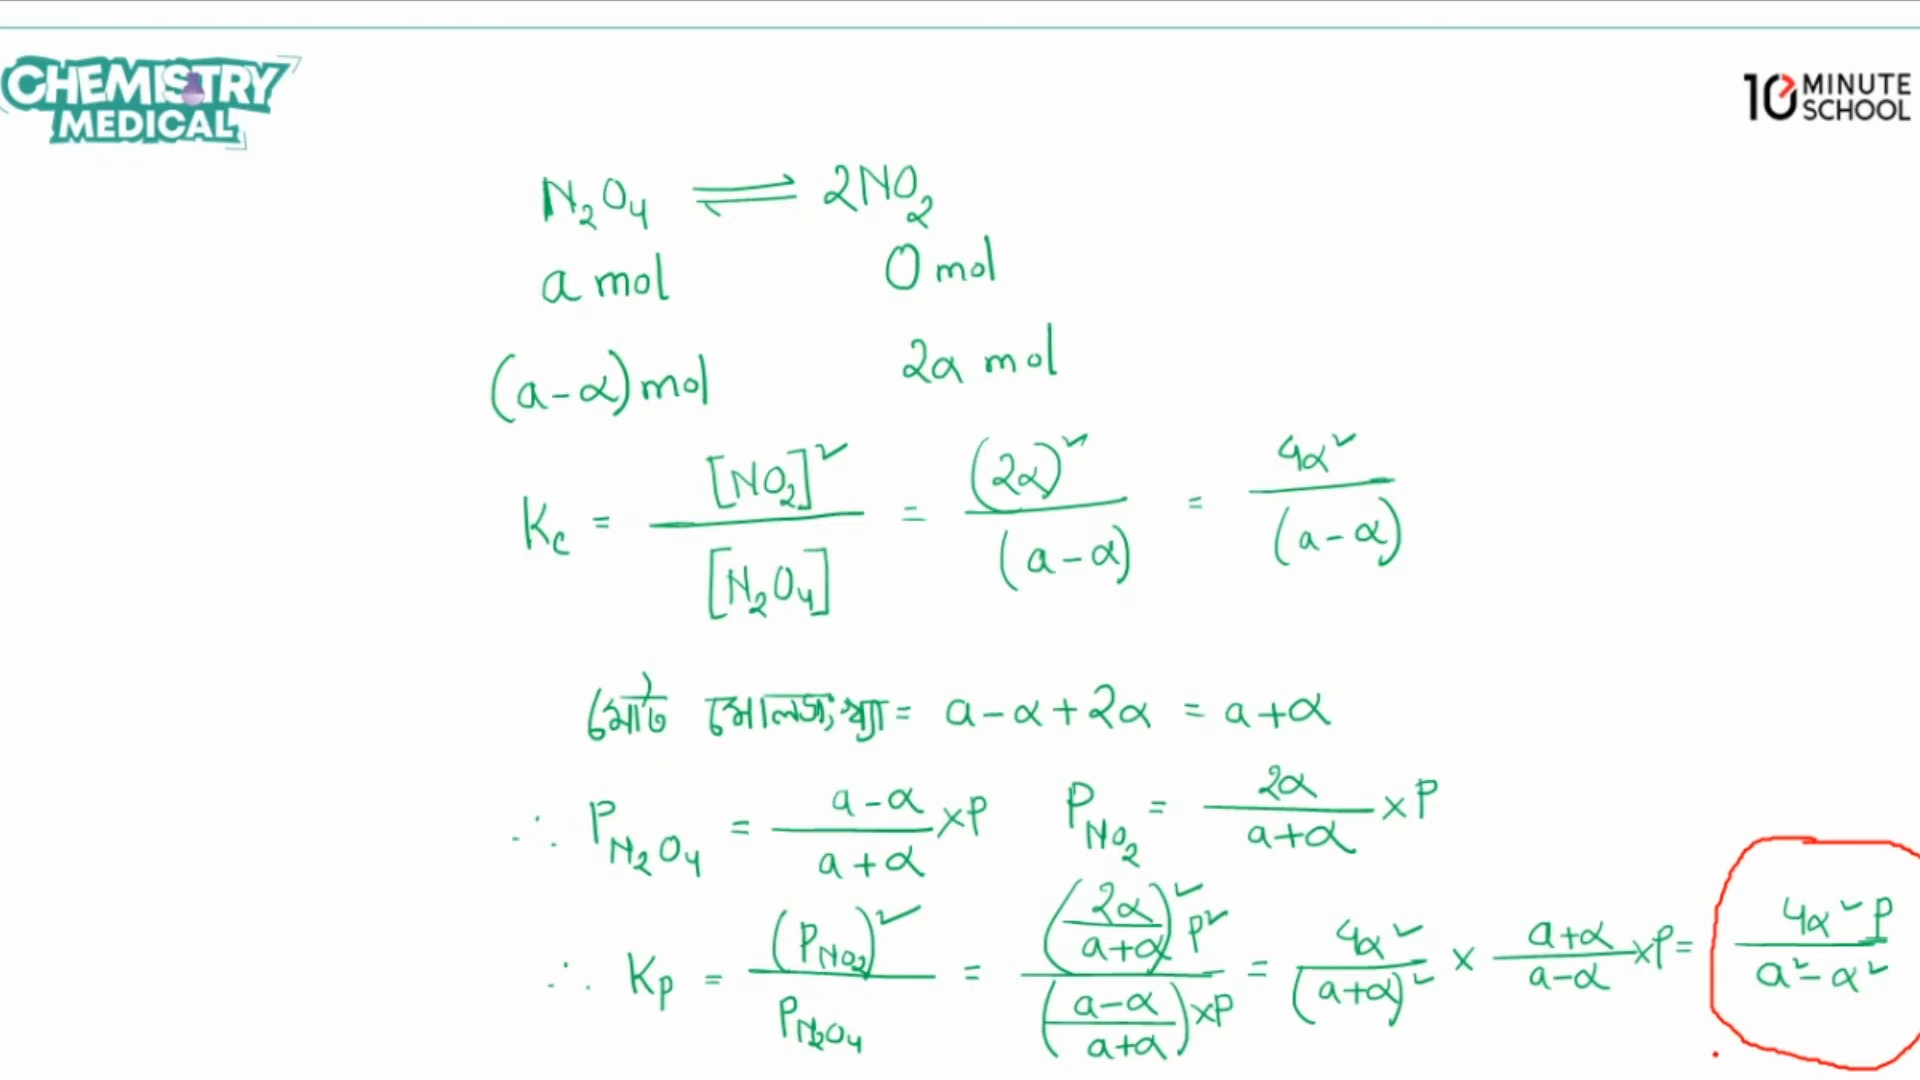 CHEMISTRY
MEDICAL
10 MINUTE
SCHOOL
N₂O₄ ⇌ 2NO₂
a mol 0 mol
(a-α) mol 2α mol
Kc = [NO₂]² / [N₂O₄] = (2α)² / (a-α) = 4α² / (a-α)
মোট মোলসংখ্যা = a-α+2α = a+α
∴ P_N₂O₄ = (a-α)/(a+α) ×P P_NO₂ = 2α/(a+α) ×P
∴ Kp = (P_NO₂)² / P_N₂O₄ = (2α/(a+α))² P² / ((a-α)/(a+α))×P = 4α²/(a+α)² × (a+α)/(a-α) ×P = 4α²P / (a²-α²)